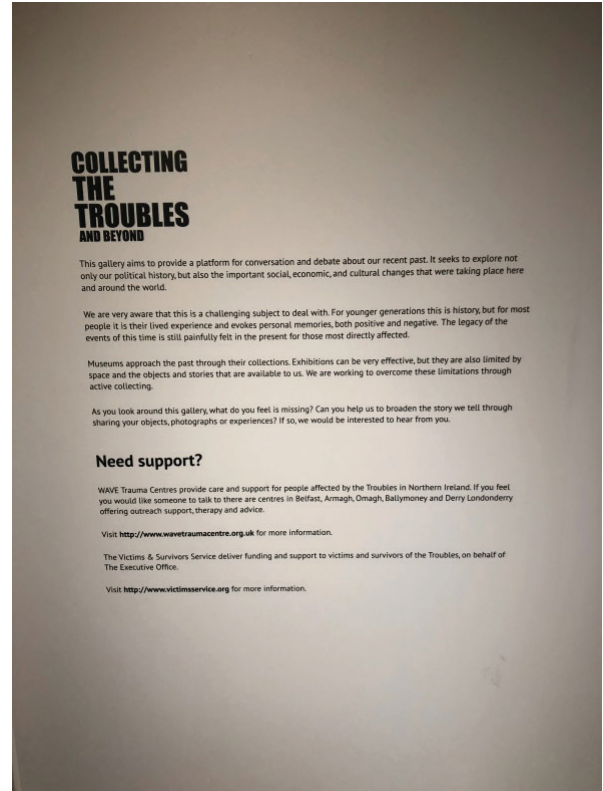 COLLECTING
THE
TROUBLES
AND BEYOND
This gallery aims to provide a platform for conversation and debate about our recent past. It seeks to explore not
only our political history, but also the important social, economic, and cultural changes that were taking place here
and around the world.
We are very aware that this is a challenging subject to deal with. For younger generations this is history, but for most
people it is their lived experience and evokes personal memories, both positive and negative. The legacy of the
events of this time is still painfully felt in the present for those most directly affected.
Museums approach the past through their collections. Exhibitions can be very effective, but they are also limited by
space and the objects and stories that are available to us. We are working to overcome these limitations through
active collecting.
As you look around this gallery, what do you feel is missing? Can you help us to broaden the story we tell through
sharing your objects, photographs or experiences? If so, we would be interested to hear from you.
Need support?
WAVE Trauma Centres provide care and support for people affected by the Troubles in Northern Ireland. If you feel
you would like someone to talk to there are centres in Belfast, Armagh, Omagh, Ballymoney and Derry Londonderry
offering outreach support, therapy and advice.
Visit http://www.wavetraumacentre.org.uk for more information.
The Victims & Survivors Service deliver funding and support to victims and survivors of the Troubles, on behalf of
The Executive Office.
Visit http://www.victimsservice.org for more information.